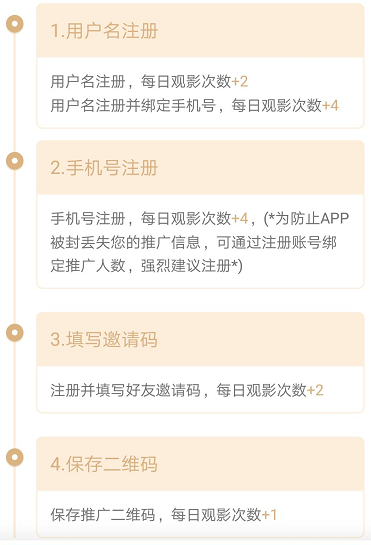 1.用户名注册
用户名注册，每日观影次数+2
用户名注册并绑定手机号，每日观影次数+4
2.手机号注册
手机号注册，每日观影次数+4，(*为防止APP
被封丢失您的推广信息，可通过注册账号绑
定推广人数，强烈建议注册*)
3.填写邀请码
注册并填写好友邀请码，每日观影次数+2
4.保存二维码
保存推广二维码，每日观影次数+1